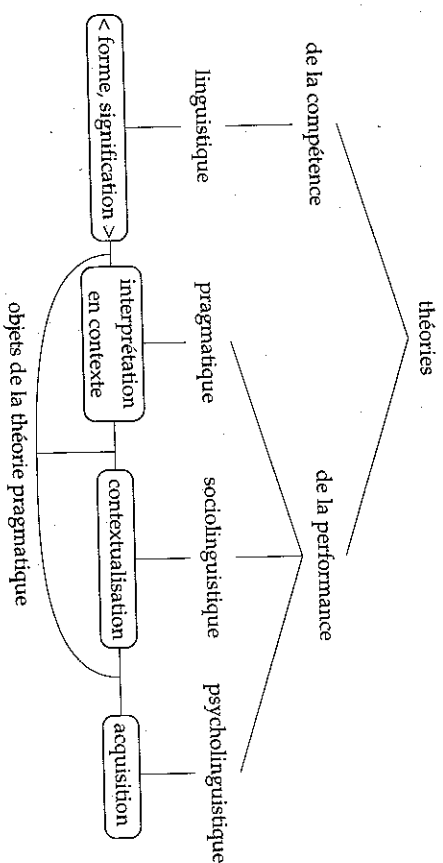 théories
de la compétence
de la performance
linguistique
pragmatique
sociolinguistique
psycholinguistique
< forme, signification >
interprétation
en contexte
contextualisation
acquisition
objets de la théorie pragmatique